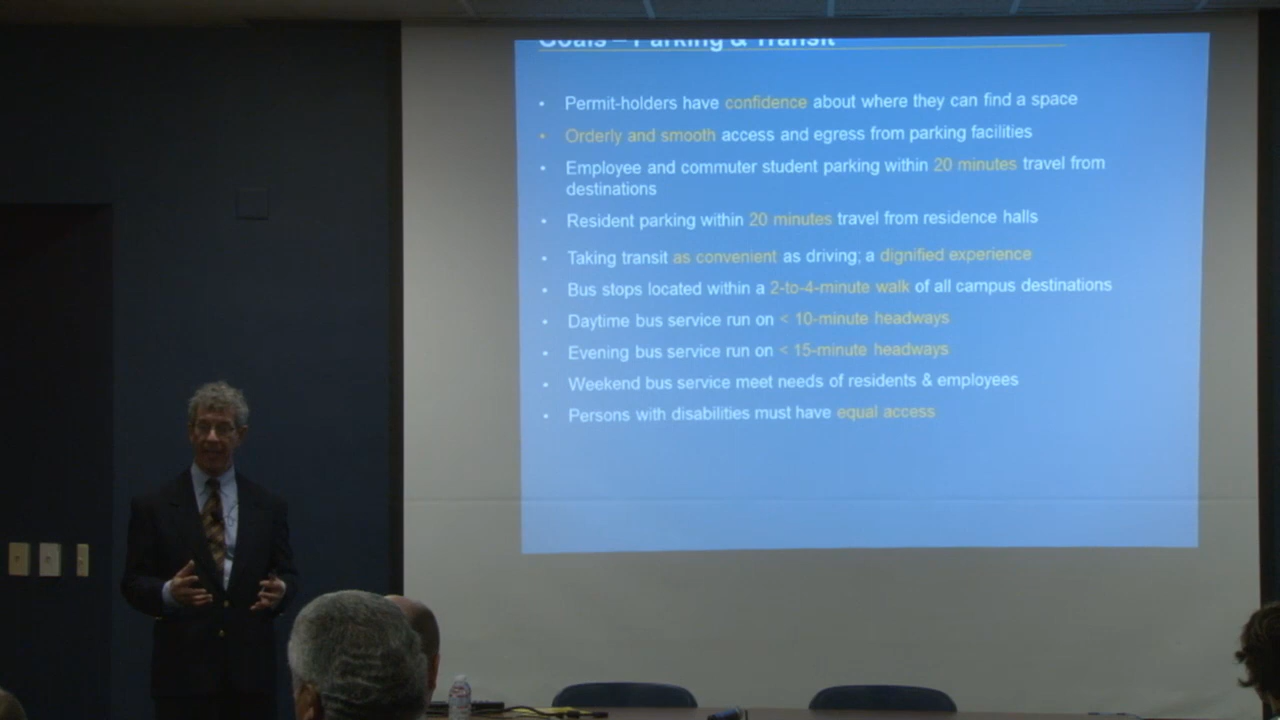 Goals – Parking & Transit
• Permit-holders have confidence about where they can find a space
• Orderly and smooth access and egress from parking facilities
• Employee and commuter student parking within 20 minutes travel from
destinations
• Resident parking within 20 minutes travel from residence halls
• Taking transit as convenient as driving; a dignified experience
• Bus stops located within a 2-to-4-minute walk of all campus destinations
• Daytime bus service run on < 10-minute headways
• Evening bus service run on < 15-minute headways
• Weekend bus service meet needs of residents & employees
• Persons with disabilities must have equal access